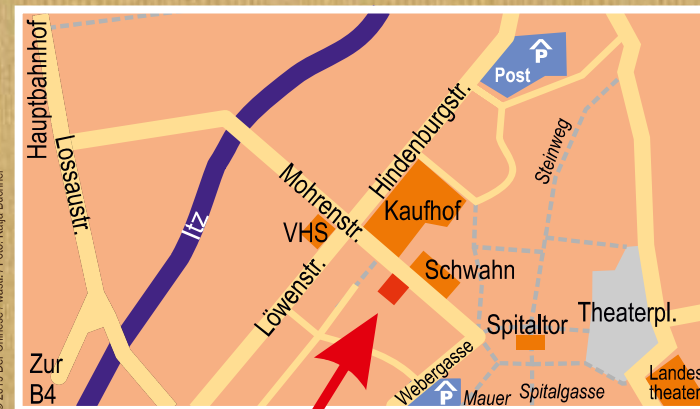 Hauptbahnhof
Lossaustr.
Itz
Mohrenstr.
Hindenburgstr.
P
Post
Steinweg
VHS
Kaufhof
Löwenstr.
Schwahn
Spitaltor
Theaterpl.
Zur
B4
Webergasse
P
Mauer
Spitalgasse
Landes
theater